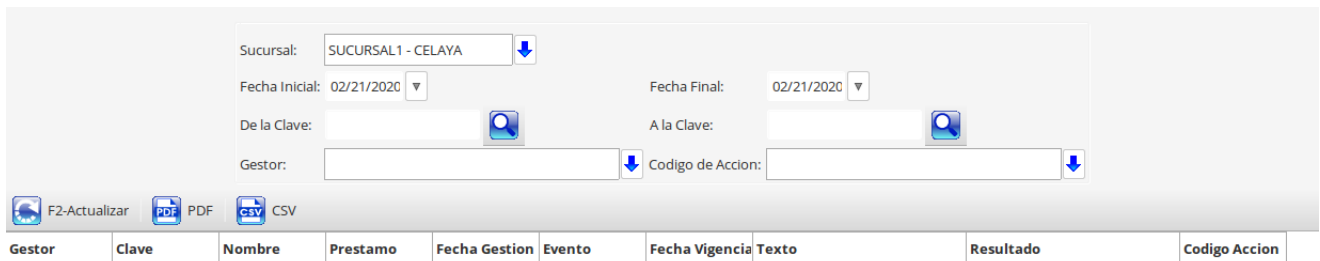 Sucursal: SUCURSAL1 - CELAYA
Fecha Inicial: 02/21/2020 Fecha Final: 02/21/2020
De la Clave: A la Clave:
Gestor: Codigo de Accion:
F2-Actualizar PDF PDF CSV CSV
Gestor Clave Nombre Prestamo Fecha Gestion Evento Fecha Vigencia Texto Resultado Codigo Accion